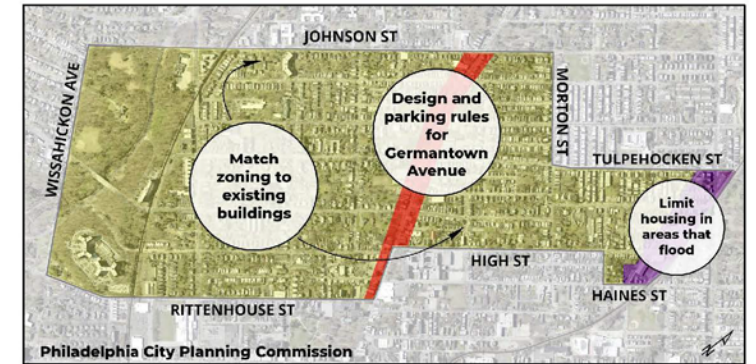 JOHNSON ST
WISSAHICKON AVE
Design and
parking rules
for
Germantown
Avenue
MORTON ST
Match
zoning to
existing
buildings
TULPEHOCKEN ST
Limit
housing in
areas that
flood
HIGH ST
HAINES ST
RITTENHOUSE ST
Philadelphia City Planning Commission
N